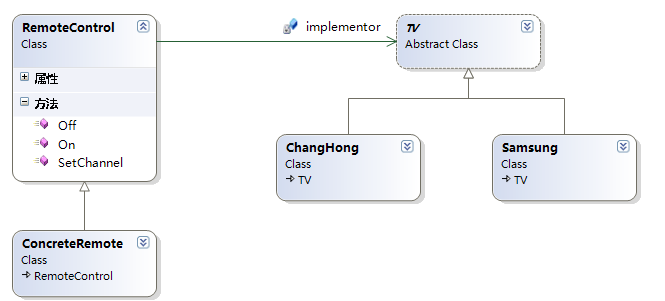 RemoteControl
Class
属性
方法
Off
On
SetChannel
implementor
TV
Abstract Class
ChangHong
Class
TV
Samsung
Class
TV
ConcreteRemote
Class
RemoteControl